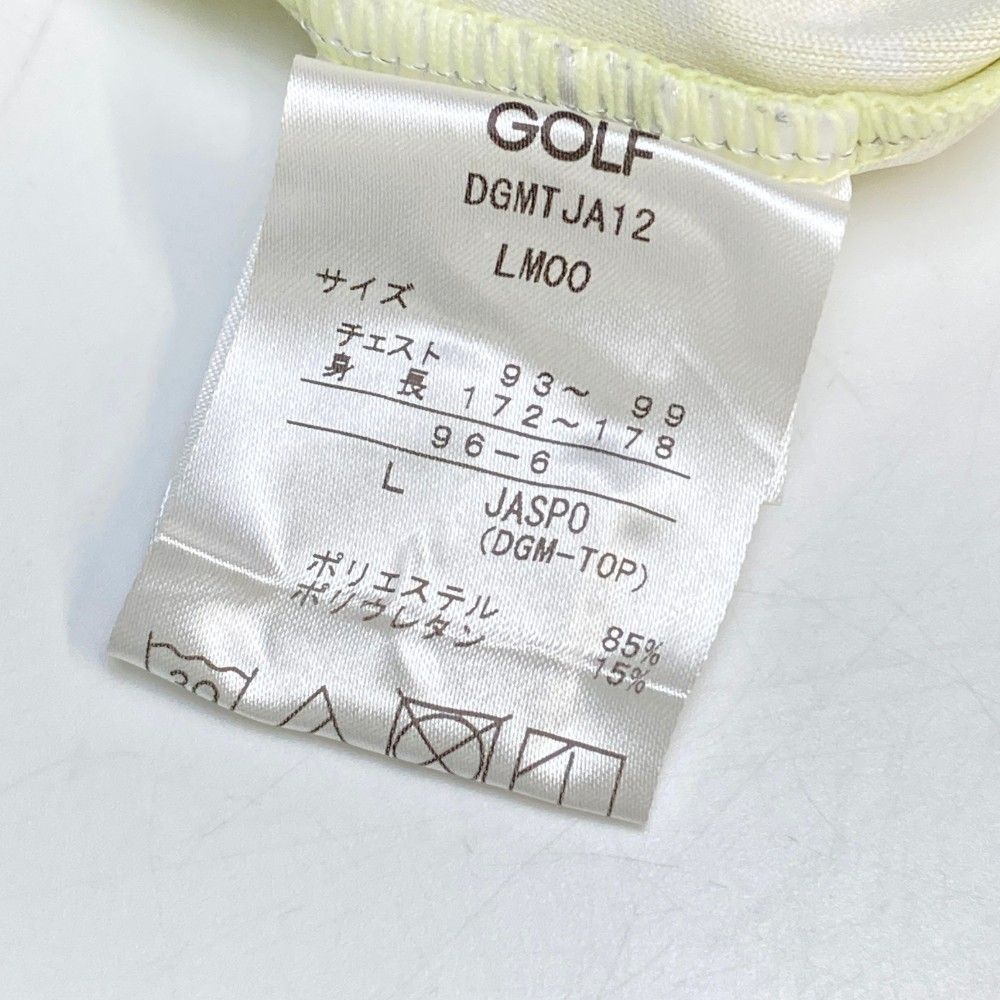 GOLF
DGMTJA12
LM00
サイズ
チェスト 93～ 99
身長 172～178
96-6
L JASPO
(DGM-TOP)
ポリエステル 85%
ポリウレタン 15%
30